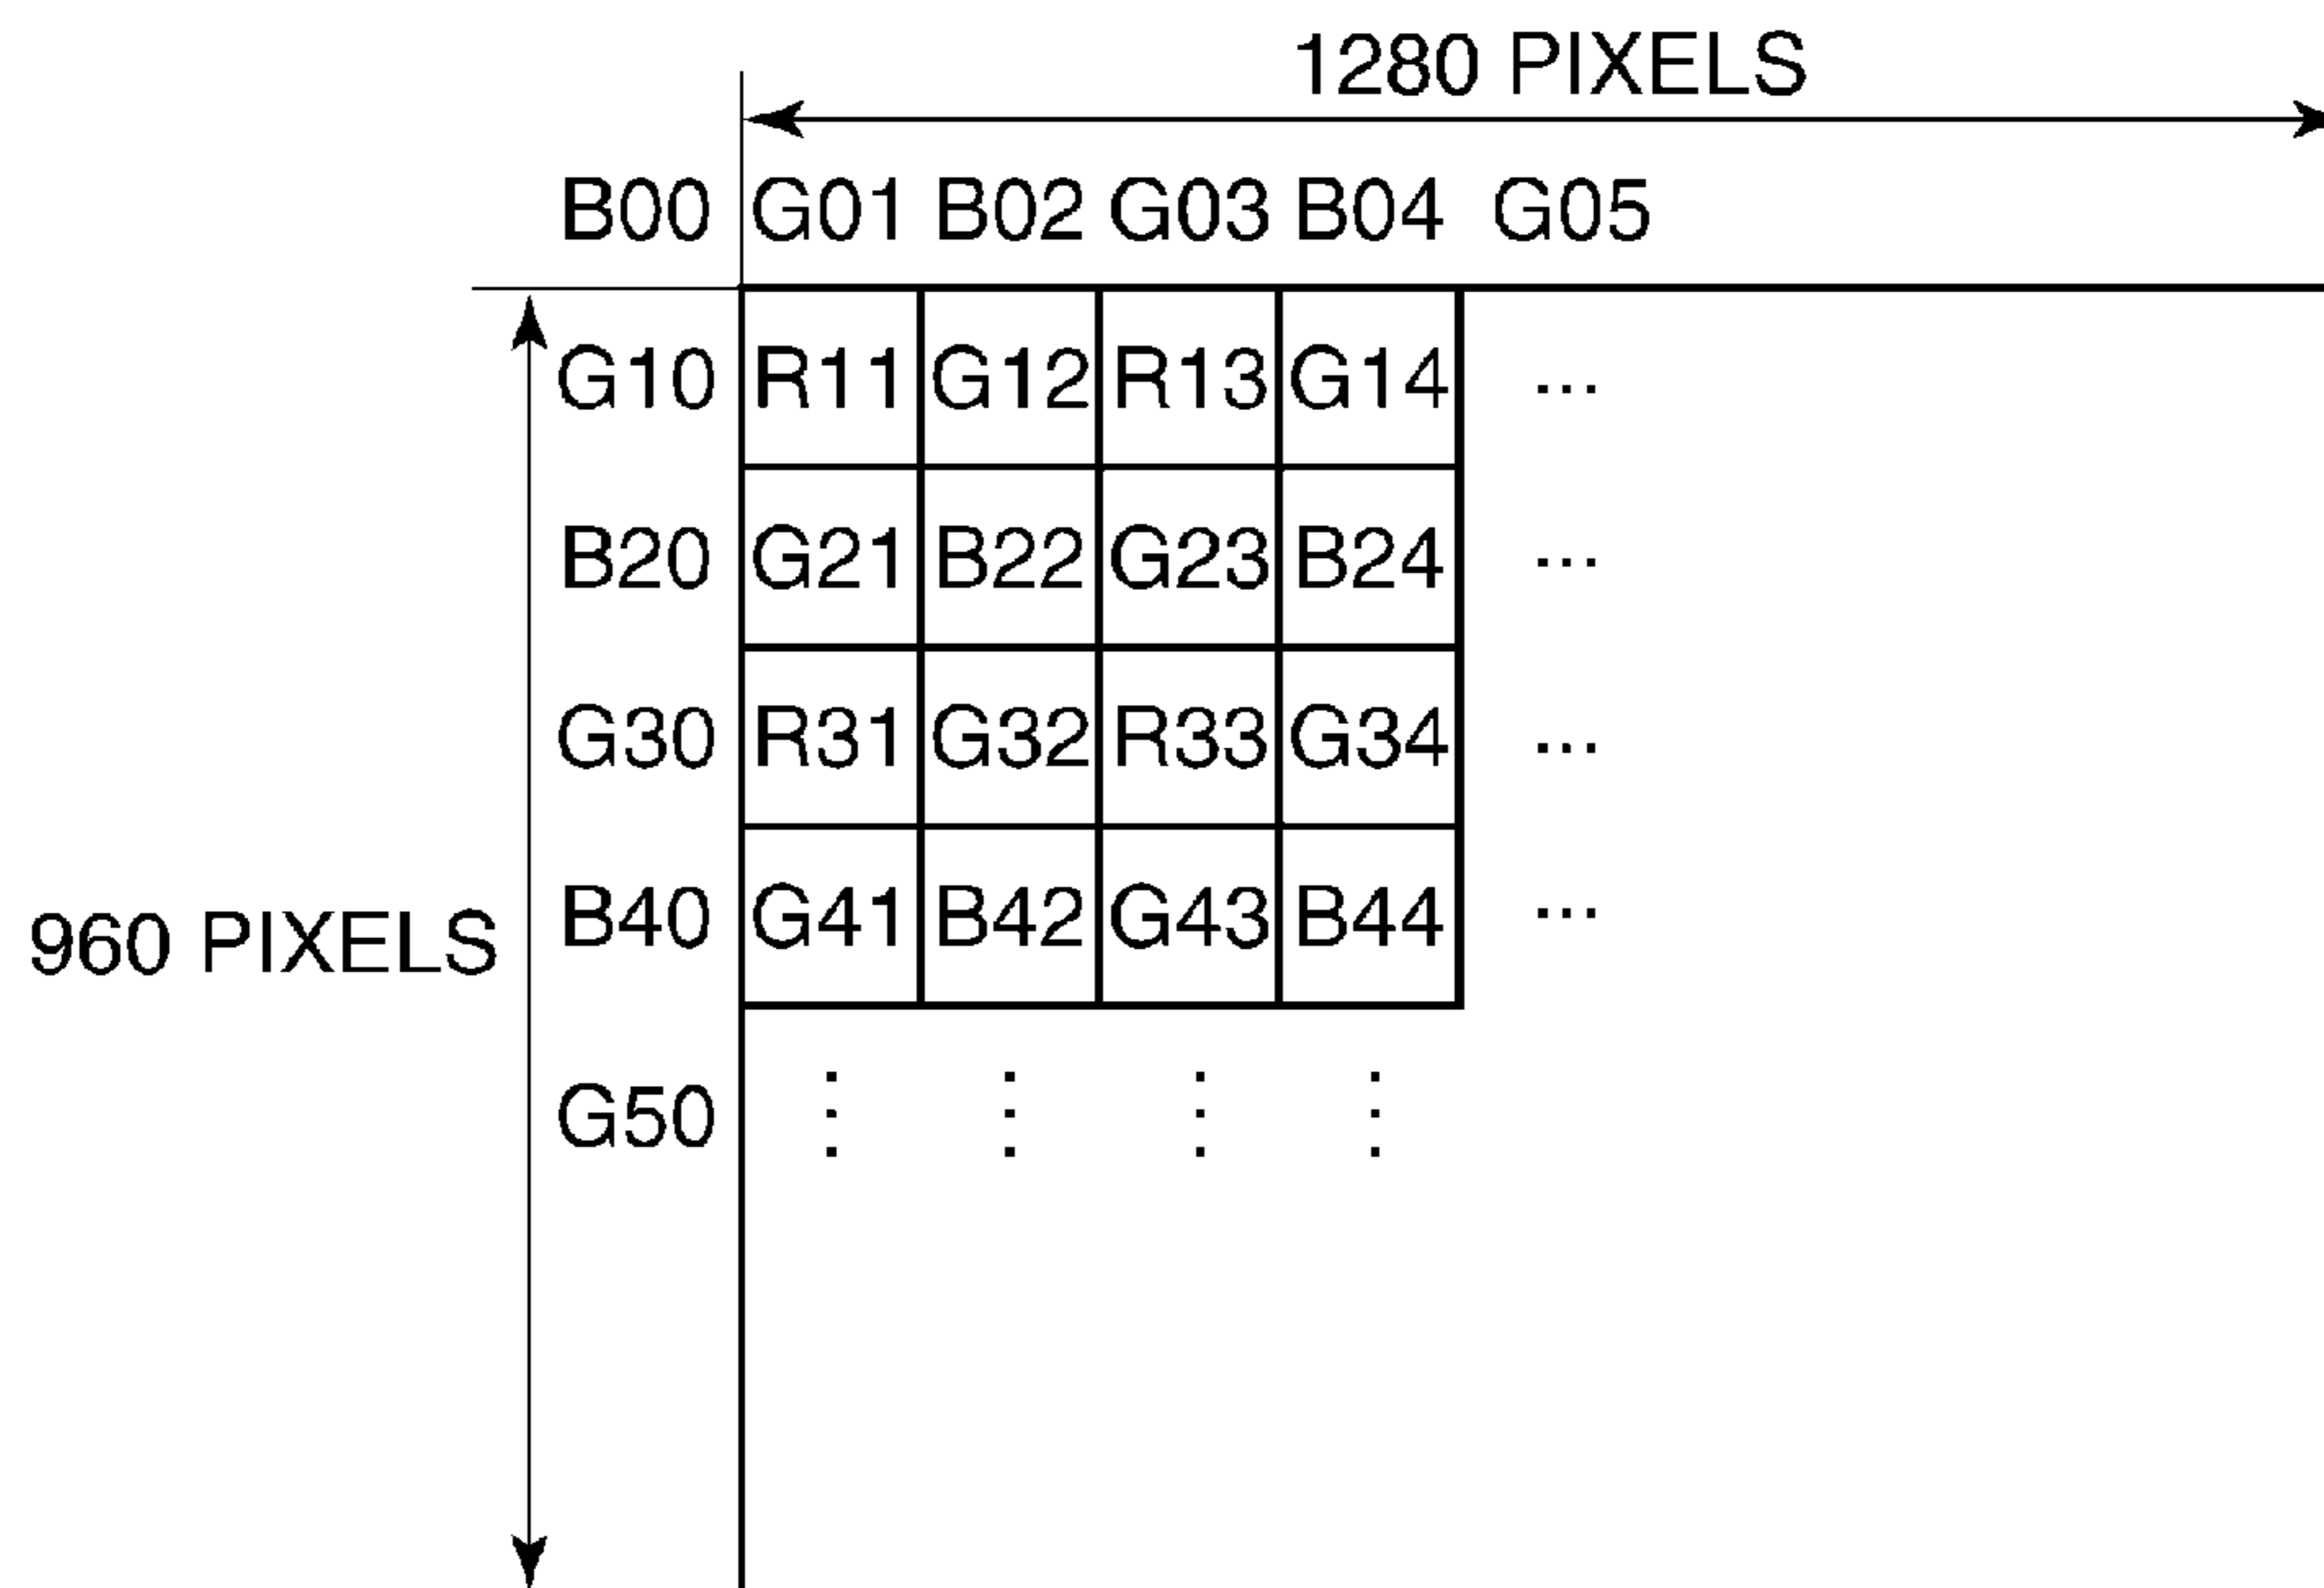 1280 PIXELS
B00 G01 B02 G03 B04 G05
G10 R11 G12 R13 G14 ...
B20 G21 B22 G23 B24 ...
G30 R31 G32 R33 G34 ...
B40 G41 B42 G43 B44 ...
960 PIXELS
G50